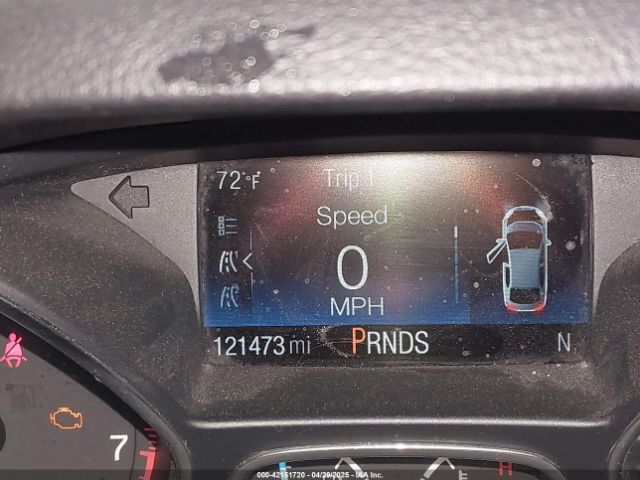 72°F Trip 1
Speed
0
MPH
121473 mi PRNDS N
7
E H
000-42151720 - 04/29/2025 - IAA Inc.